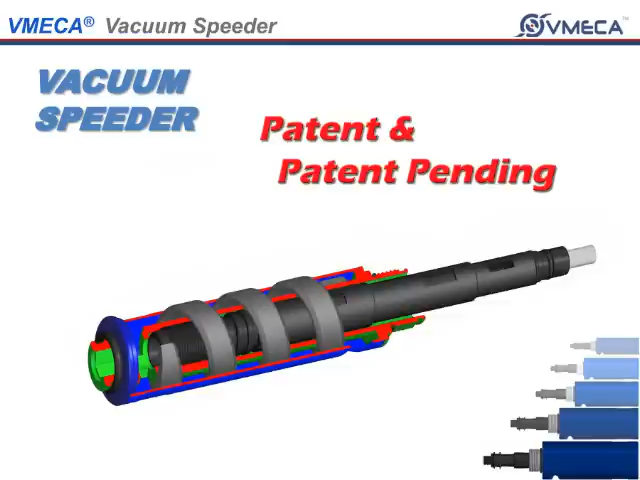 VMECA® Vacuum Speeder
VMECA™
VACUUM
SPEEDER
Patent &
Patent Pending